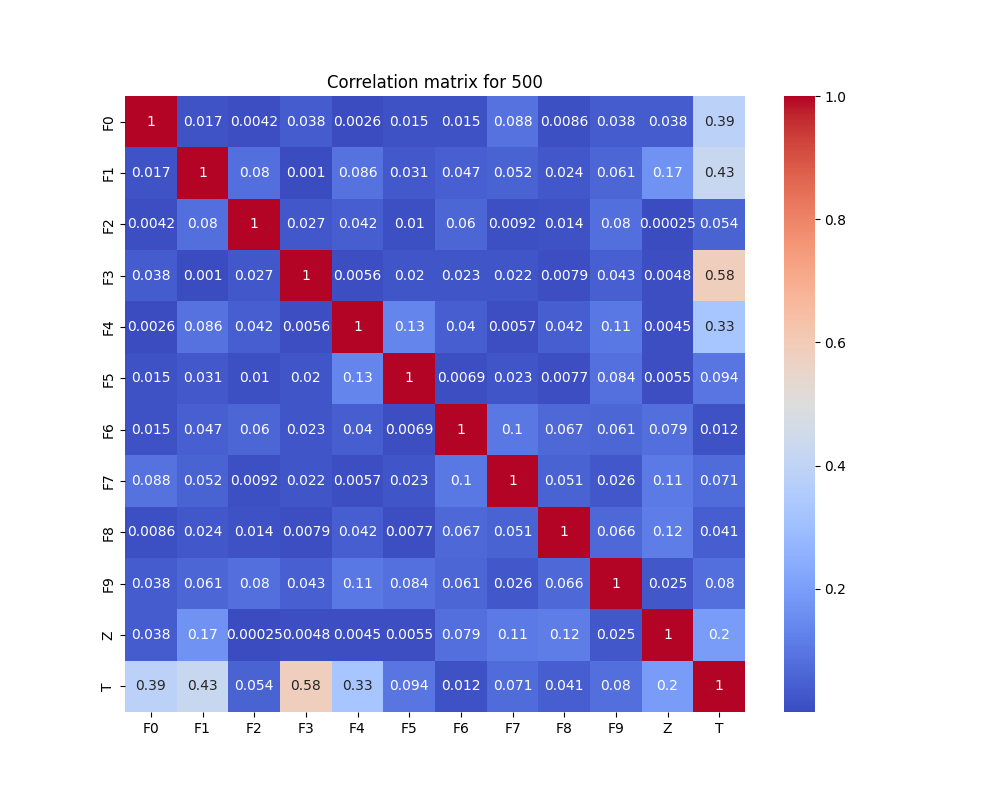 Correlation matrix for 500
F0 1 0.017 0.0042 0.038 0.0026 0.015 0.015 0.088 0.0086 0.038 0.038 0.39
F1 0.017 1 0.08 0.001 0.086 0.031 0.047 0.052 0.024 0.061 0.17 0.43
F2 0.0042 0.08 1 0.027 0.042 0.01 0.06 0.0092 0.014 0.08 0.00025 0.054
F3 0.038 0.001 0.027 1 0.0056 0.02 0.023 0.022 0.0079 0.043 0.0048 0.58
F4 0.0026 0.086 0.042 0.0056 1 0.13 0.04 0.0057 0.042 0.11 0.0045 0.33
F5 0.015 0.031 0.01 0.02 0.13 1 0.0069 0.023 0.0077 0.084 0.0055 0.094
F6 0.015 0.047 0.06 0.023 0.04 0.0069 1 0.1 0.067 0.061 0.079 0.012
F7 0.088 0.052 0.0092 0.022 0.0057 0.023 0.1 1 0.051 0.026 0.11 0.071
F8 0.0086 0.024 0.014 0.0079 0.042 0.0077 0.067 0.051 1 0.066 0.12 0.041
F9 0.038 0.061 0.08 0.043 0.11 0.084 0.061 0.026 0.066 1 0.025 0.08
Z 0.038 0.17 0.00025 0.0048 0.0045 0.0055 0.079 0.11 0.12 0.025 1 0.2
T 0.39 0.43 0.054 0.58 0.33 0.094 0.012 0.071 0.041 0.08 0.2 1
F0 F1 F2 F3 F4 F5 F6 F7 F8 F9 Z T
1.0
0.8
0.6
0.4
0.2